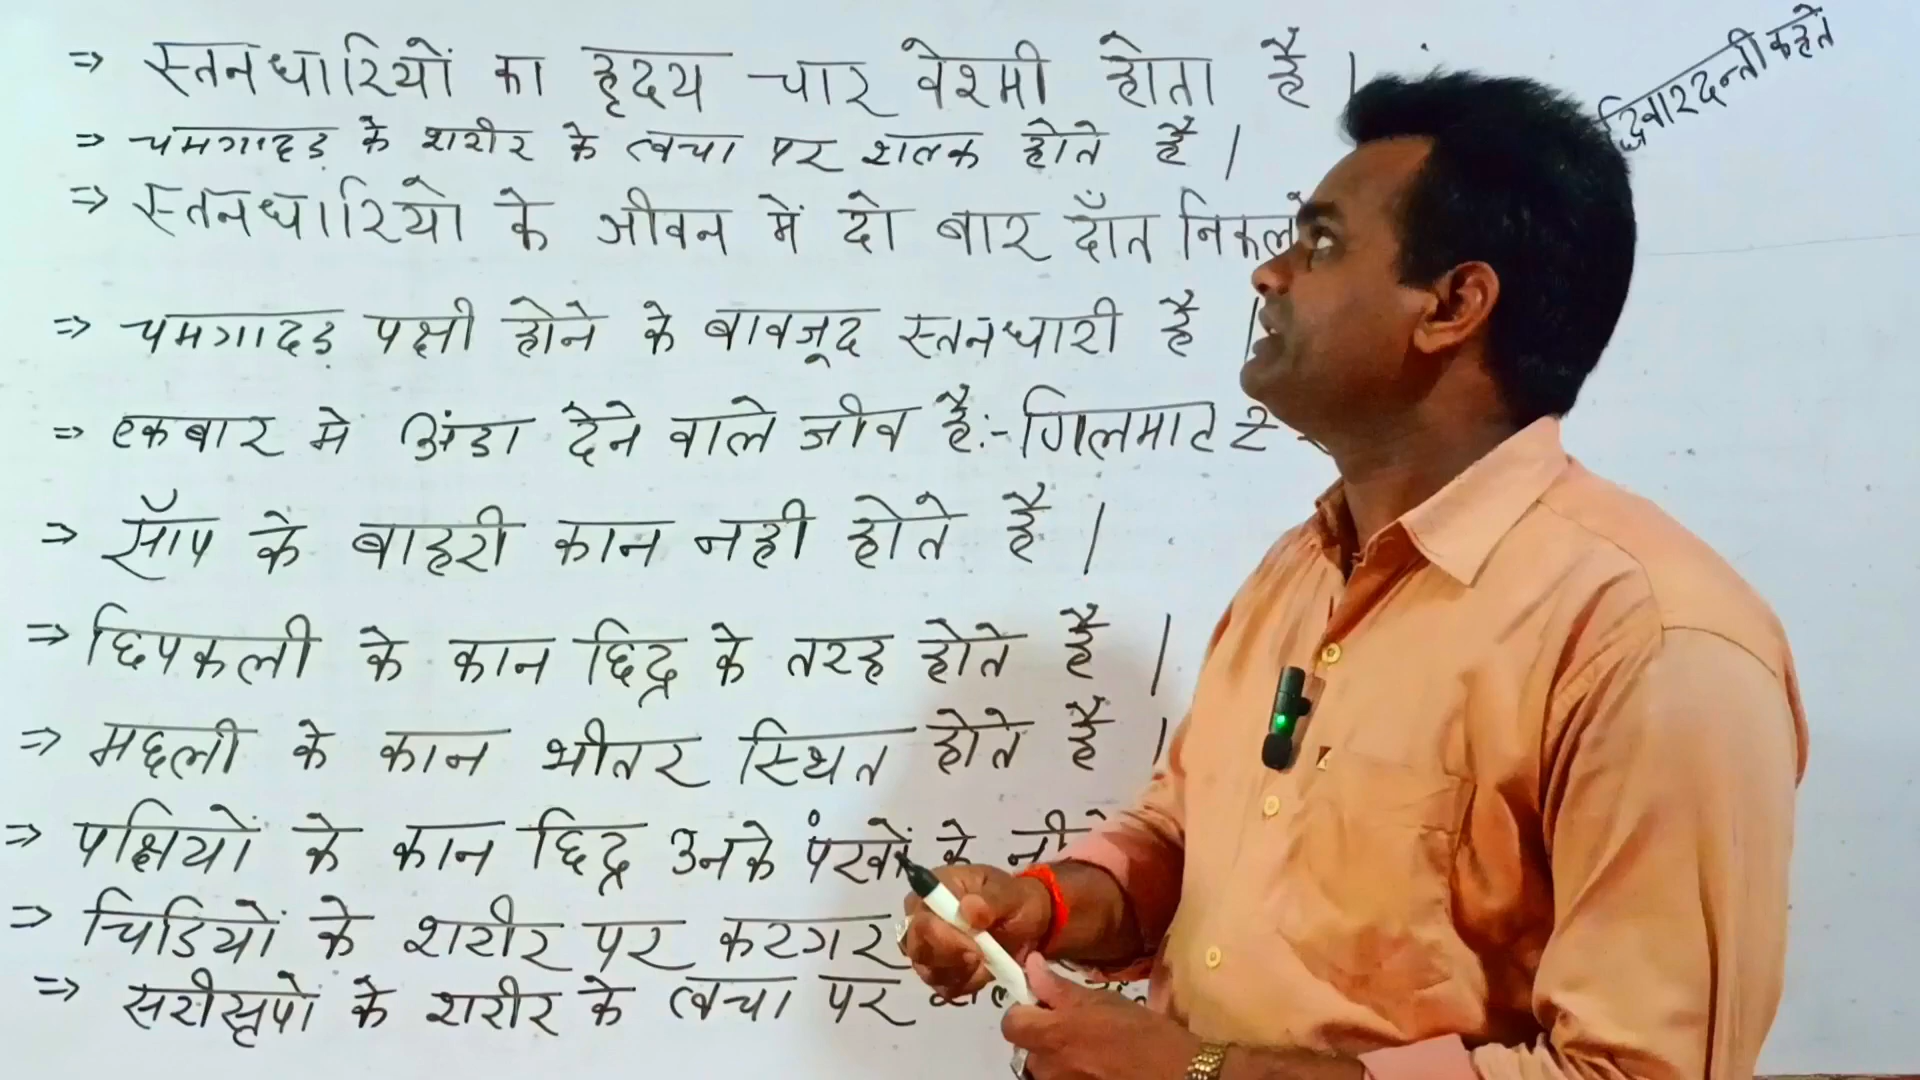 ⇒ स्तनधारियों का हृदय चार वेश्मी होता है ।
द्विवारदन्ती कहते
⇒ चमगादड़ के शरीर के त्वचा पर शल्क होते है ।
⇒ स्तनधारियो के जीवन में दो बार दाँत निकल
⇒ चमगादड़ पक्षी होने के बावजूद स्तनधारी है ।
⇒ एकबार मे अंडा देने वाले जीव है:- गिलमाट
⇒ साँप के बाहरी कान नही होते हैं ।
⇒ छिपकली के कान छिद्र के तरह होते हैं ।
⇒ मछली के कान भीतर स्थित होते हैं ।
⇒ पक्षियों के कान छिद्र उनके पंखों के नीचे
⇒ चिडियों के शरीर पर
⇒ सरीसृपो के शरीर के त्वचा पर